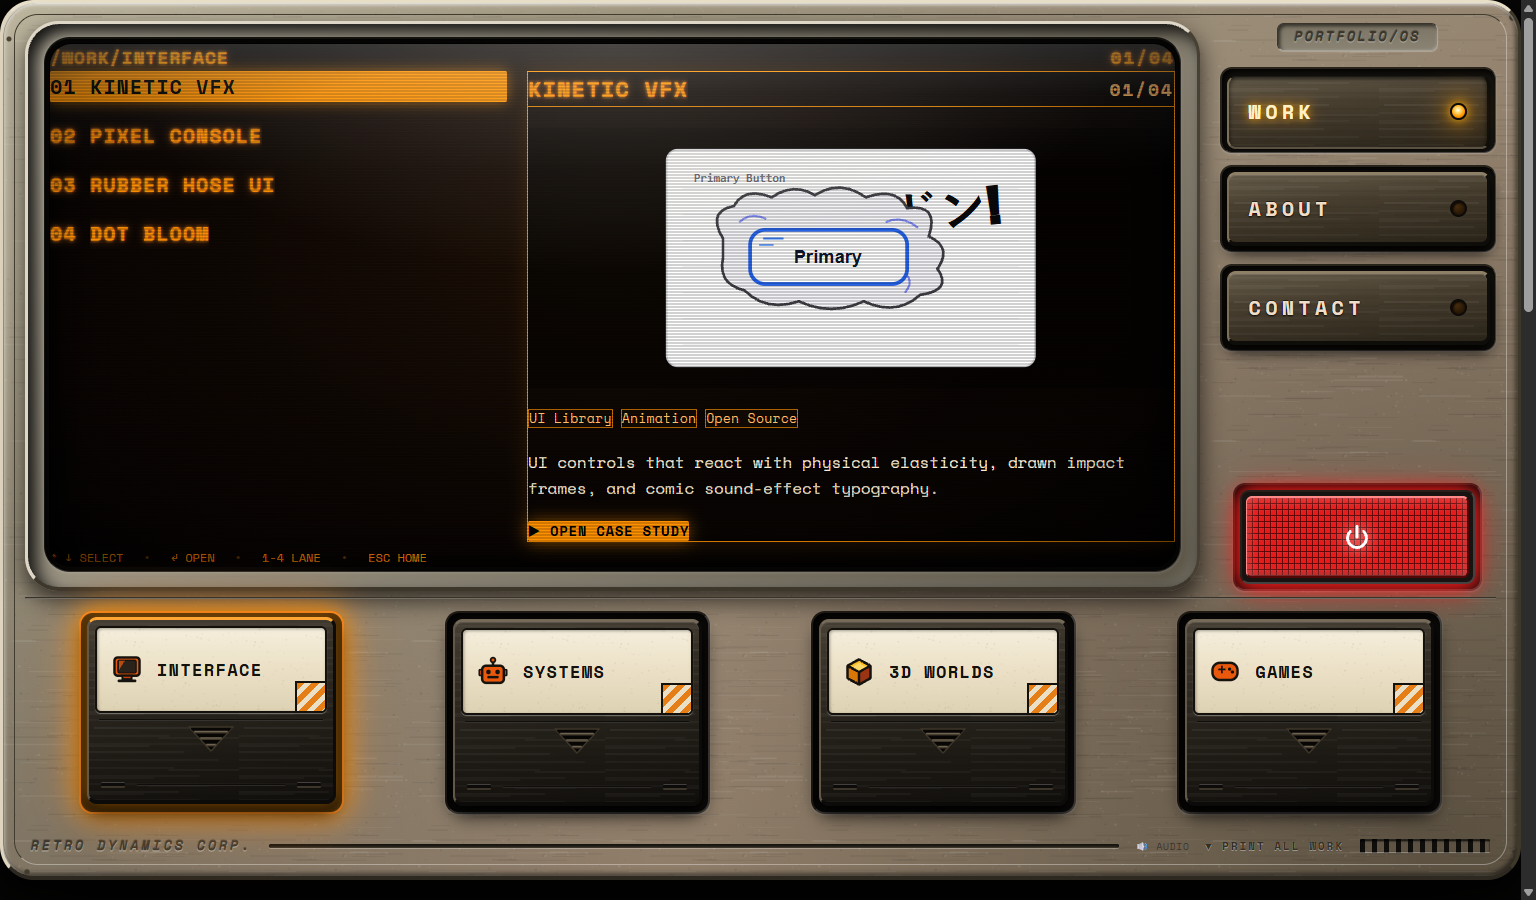 /WORK/INTERFACE 01/04
01 KINETIC VFX
02 PIXEL CONSOLE
03 RUBBER HOSE UI
04 DOT BLOOM
↑ ↓ SELECT · ↵ OPEN · 1-4 LANE · ESC HOME
KINETIC VFX 01/04
Primary Button
ドン!
Primary
UI Library Animation Open Source
UI controls that react with physical elasticity, drawn impact
frames, and comic sound-effect typography.
▶ OPEN CASE STUDY
PORTFOLIO/OS
WORK
ABOUT
CONTACT
INTERFACE
SYSTEMS
3D WORLDS
GAMES
RETRO DYNAMICS CORP.
AUDIO ▼ PRINT ALL WORK